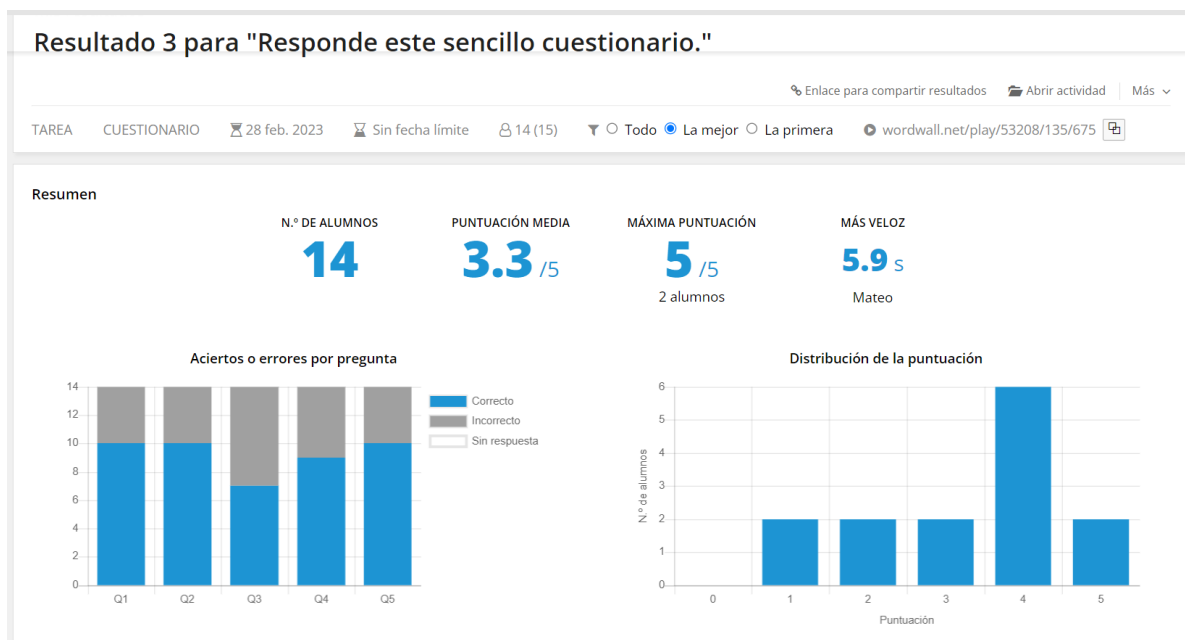 Resultado 3 para "Responde este sencillo cuestionario."
Enlace para compartir resultados Abrir actividad Más
TAREA CUESTIONARIO 28 feb. 2023 Sin fecha límite 14 (15) Todo La mejor La primera wordwall.net/play/53208/135/675
Resumen
N.º DE ALUMNOS PUNTUACIÓN MEDIA MÁXIMA PUNTUACIÓN MÁS VELOZ
14 3.3 /5 5 /5 5.9 s
2 alumnos Mateo
Aciertos o errores por pregunta
14
12
10
8
6
4
2
0
Q1 Q2 Q3 Q4 Q5
Correcto
Incorrecto
Sin respuesta
Distribución de la puntuación
N.º de alumnos
6
5
4
3
2
1
0
0 1 2 3 4 5
Puntuación